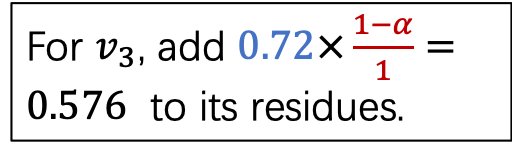 For v₃, add 0.72× (1−α)/1 =
0.576 to its residues.